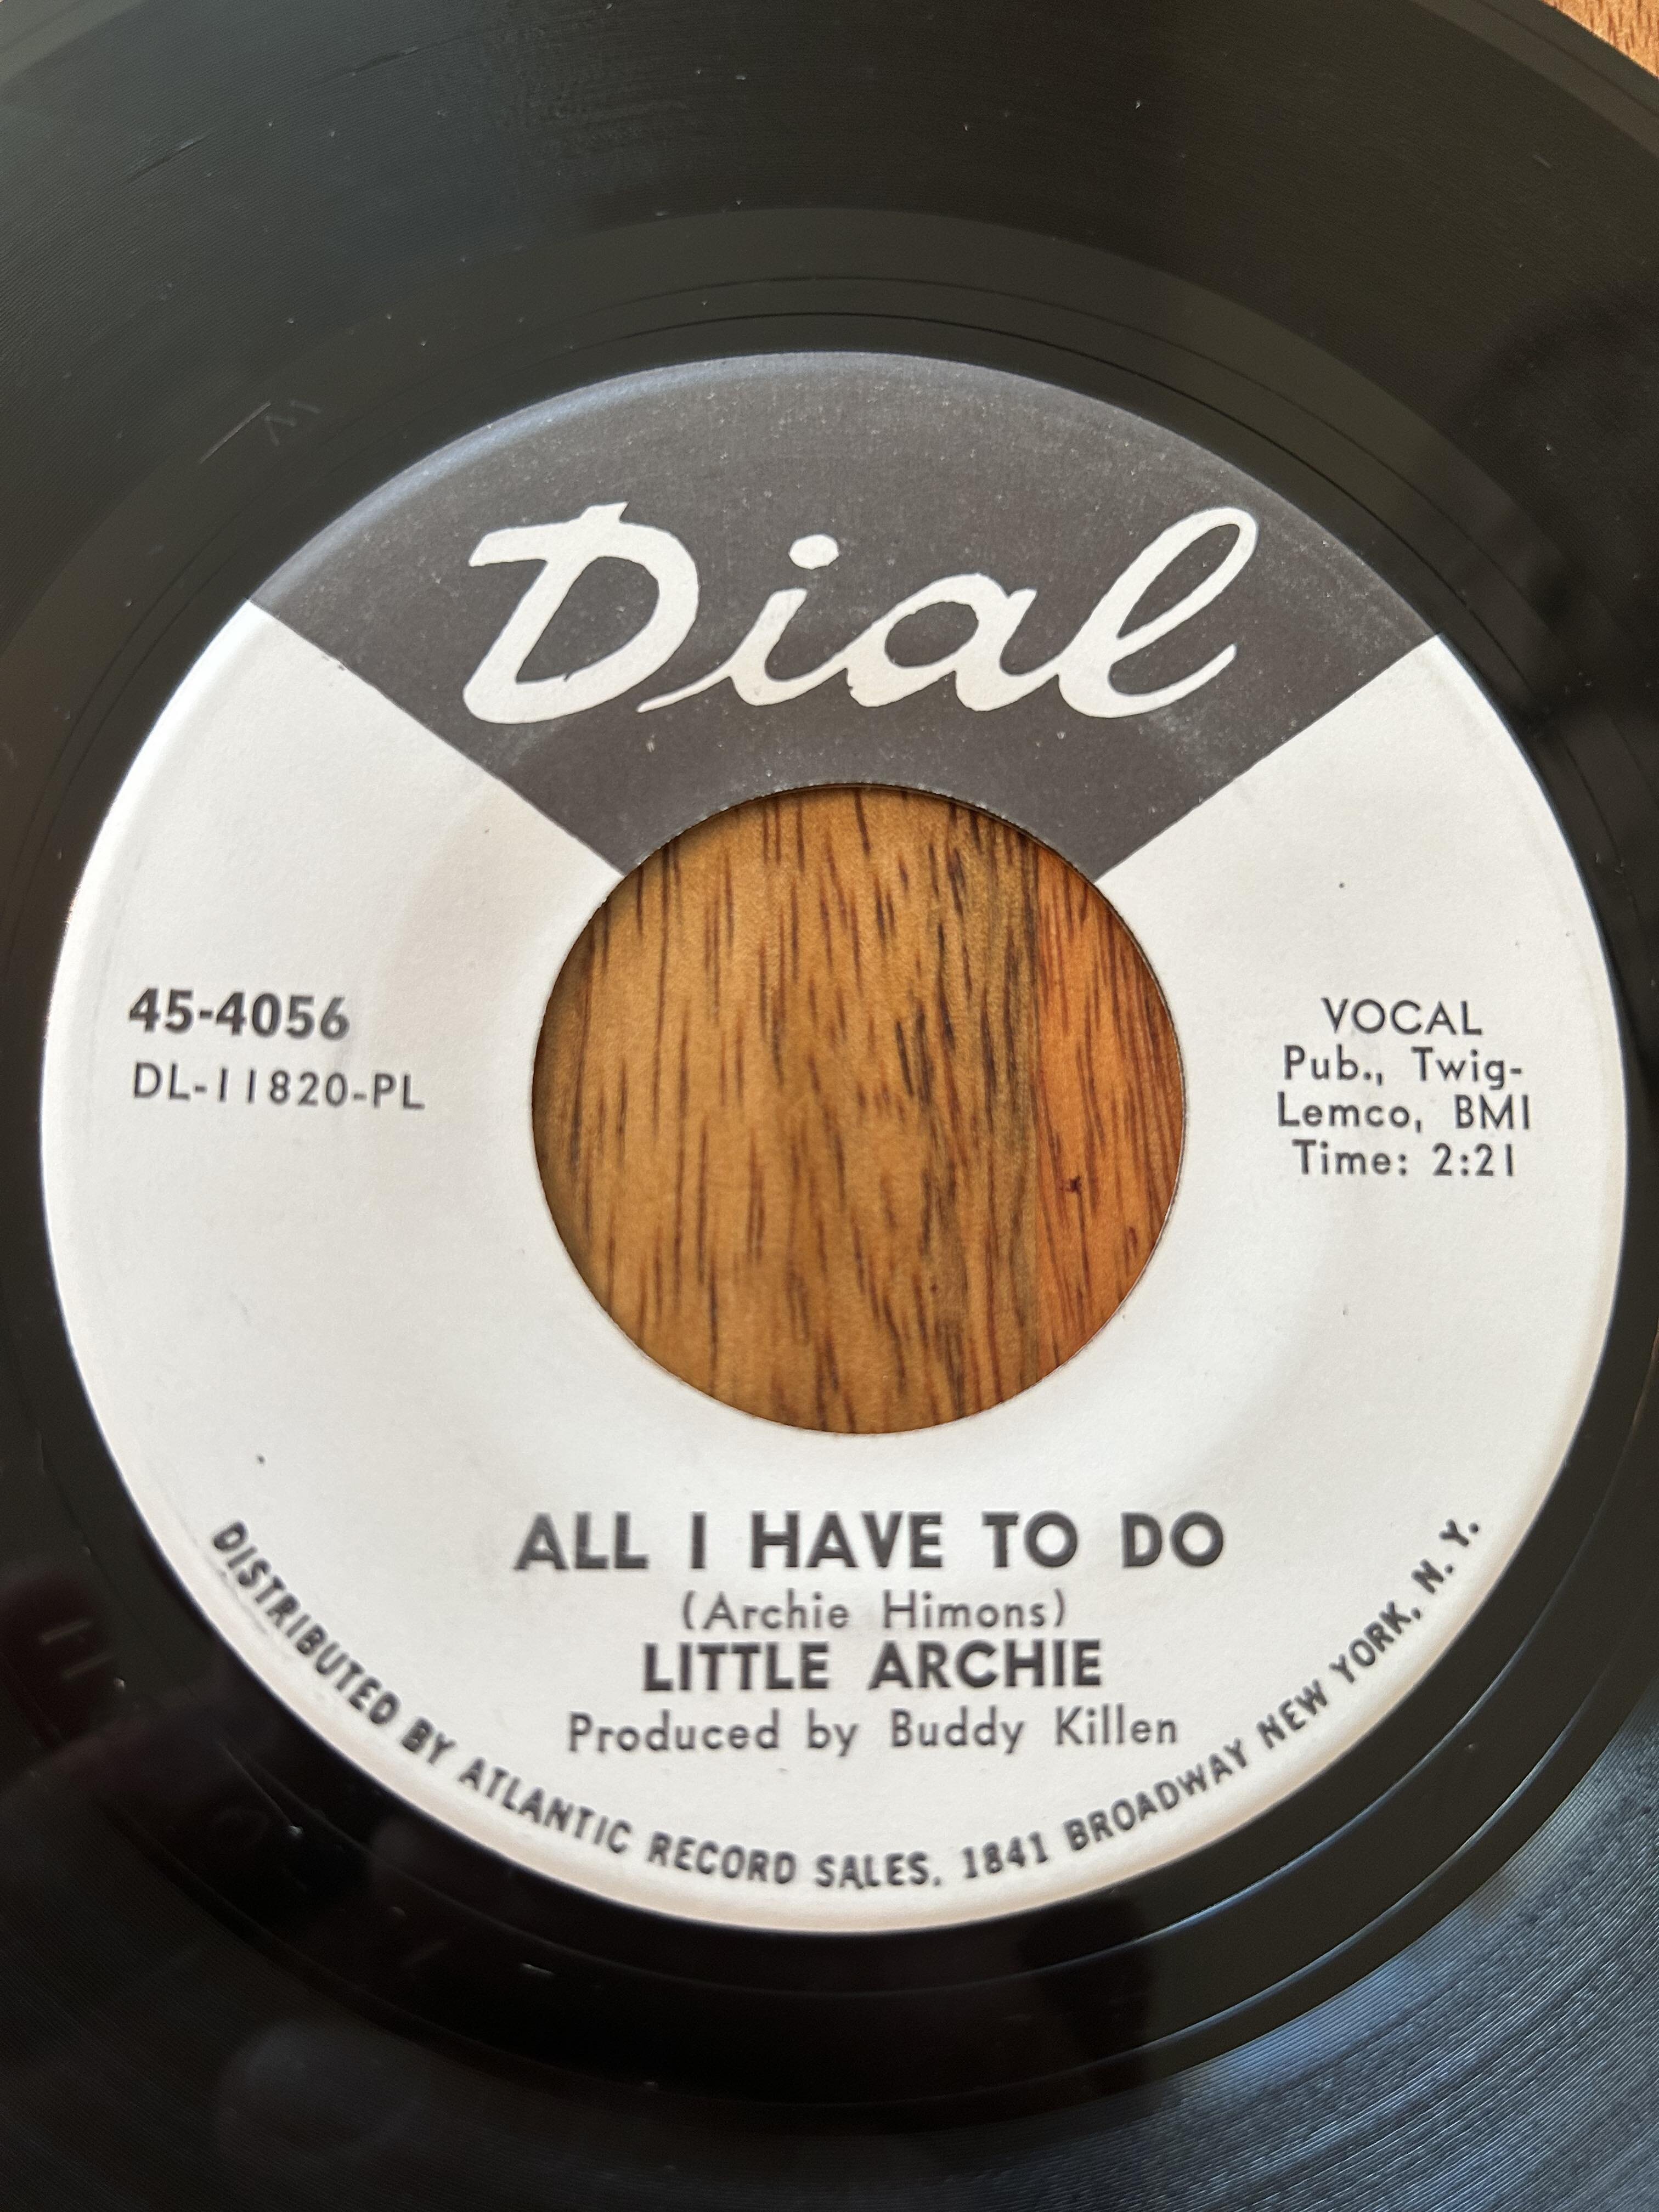 Dial
45-4056
DL-11820-PL
VOCAL
Pub., Twig-
Lemco, BMI
Time: 2:21
ALL I HAVE TO DO
(Archie Himons)
LITTLE ARCHIE
Produced by Buddy Killen
DISTRIBUTED BY ATLANTIC RECORD SALES, 1841 BROADWAY NEW YORK, N. Y.